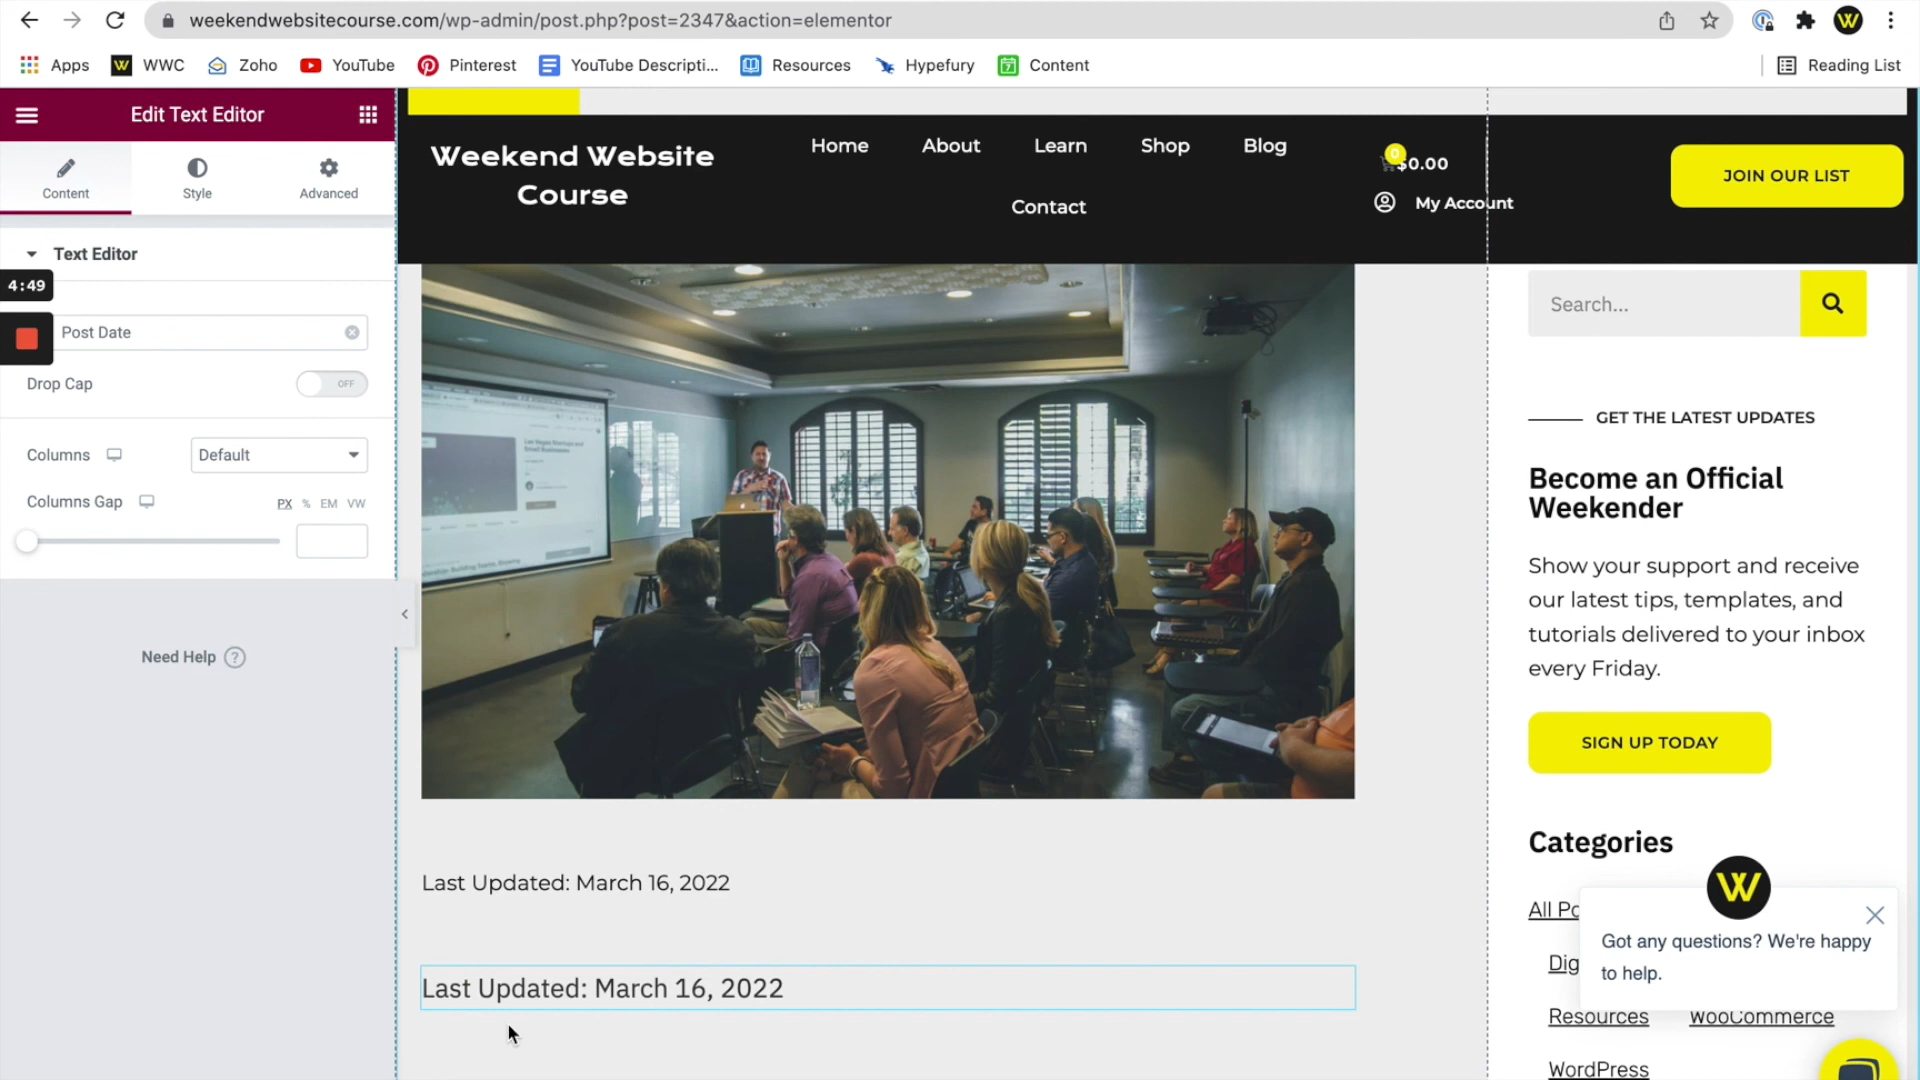 weekendwebsitecourse.com/wp-admin/post.php?post=2347&action=elementor
Apps
WWC
Zoho
YouTube
Pinterest
YouTube Descripti...
Resources
Hypefury
Content
Reading List
Edit Text Editor
Content
Style
Advanced
Text Editor
4:49
Post Date
Drop Cap
OFF
Columns
Default
Columns Gap
PX % EM VW
Need Help ?
Weekend Website
Course
Home
About
Learn
Shop
Blog
Contact
0
$0.00
My Account
JOIN OUR LIST
Last Updated: March 16, 2022
Last Updated: March 16, 2022
Search...
GET THE LATEST UPDATES
Become an Official
Weekender
Show your support and receive
our latest tips, templates, and
tutorials delivered to your inbox
every Friday.
SIGN UP TODAY
Categories
All Po
Dig
Resources
WooCommerce
WordPress
W
Got any questions? We're happy
to help.